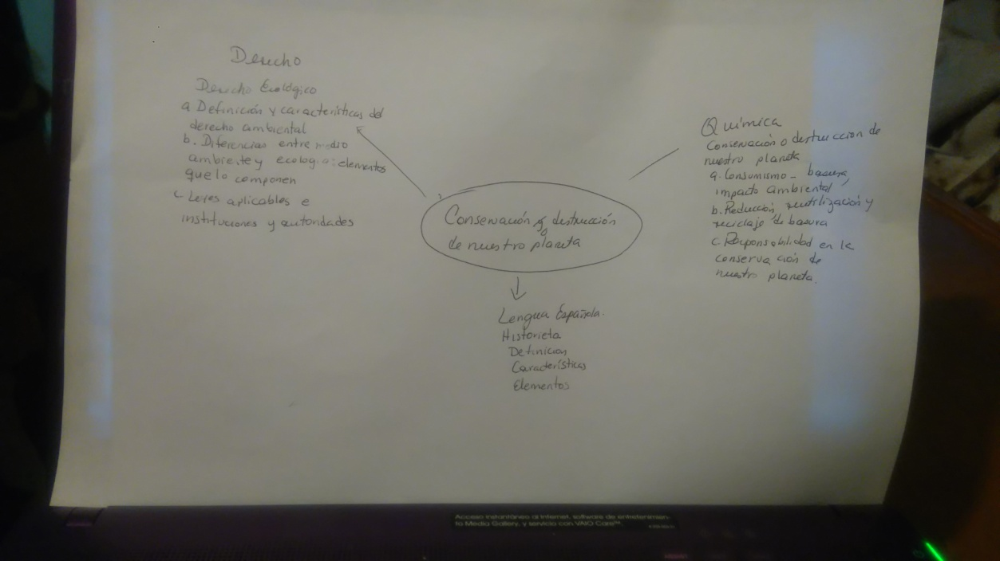 Derecho
Derecho Ecológico
a Definición y características del
derecho ambiental
b. Diferencias entre medio
ambiente y ecología: elementos
que lo componen
c Leyes aplicables e
instituciones y autoridades
Conservación o destrucción
de nuestro planeta
Química
Conservación o destrucción de
nuestro planeta
a. Consumismo - basura,
impacto ambiental
b. Reducción reutilización y
reciclaje de basura
c. Responsabilidad en la
conservación de
nuestro planeta.
Lengua Española.
Historieta
Definición
Características
Elementos
Acceso instantáneo al Internet, software de entretenimien-
to Media Gallery, y servicio con VAIO Care™.